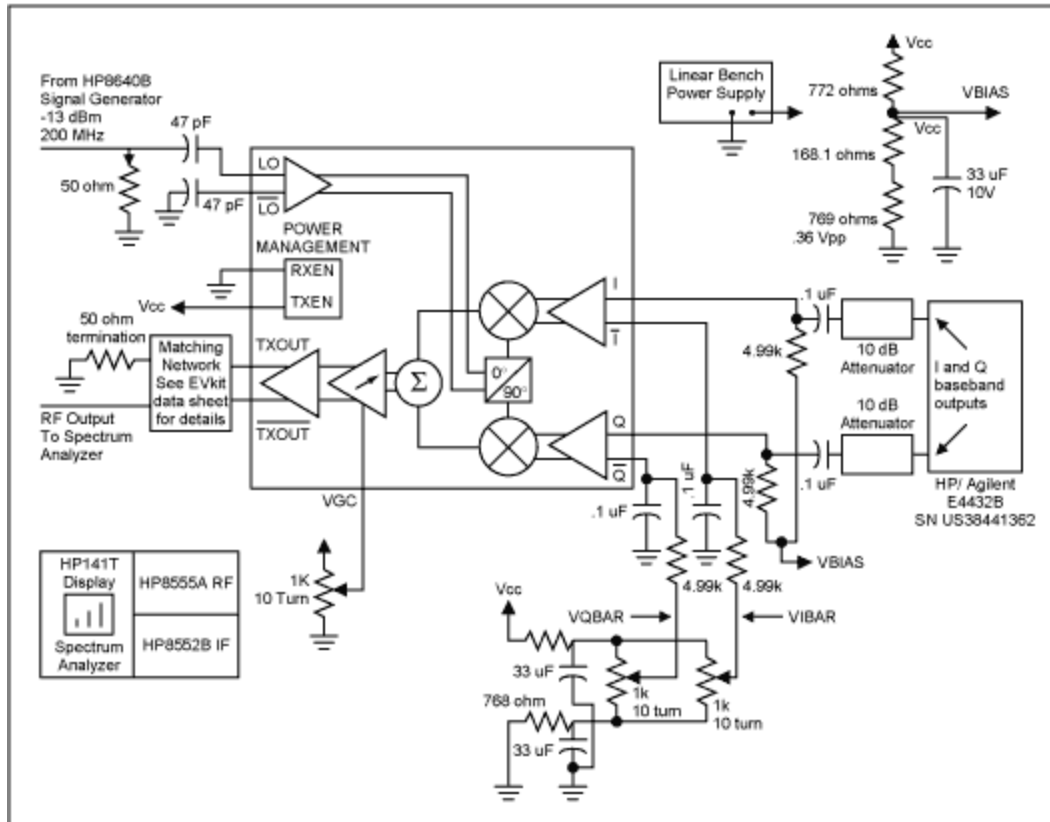 From HP8640B
Signal Generator
-13 dBm
200 MHz
47 pF
50 ohm
47 pF
LO
LO
POWER
MANAGEMENT
RXEN
TXEN
Vcc
50 ohm
termination
Matching
Network
See EVkit
data sheet
for details
TXOUT
TXOUT
RF Output
To Spectrum
Analyzer
VGC
Σ
0°
90°
I
I
Q
Q
Linear Bench
Power Supply
Vcc
772 ohms
VBIAS
Vcc
168.1 ohms
33 uF
10V
769 ohms
.36 Vpp
.1 uF
4.99k
10 dB
Attenuator
I and Q
baseband
outputs
10 dB
Attenuator
.1 uF
4.99k
HP/ Agilent
E4432B
SN US38441362
VBIAS
.1 uF
.1 uF
4.99k
4.99k
VQBAR
VIBAR
Vcc
33 uF
768 ohm
33 uF
1k
10 turn
1k
10 turn
1K
10 Turn
HP141T
Display
Spectrum
Analyzer
HP8555A RF
HP8552B IF